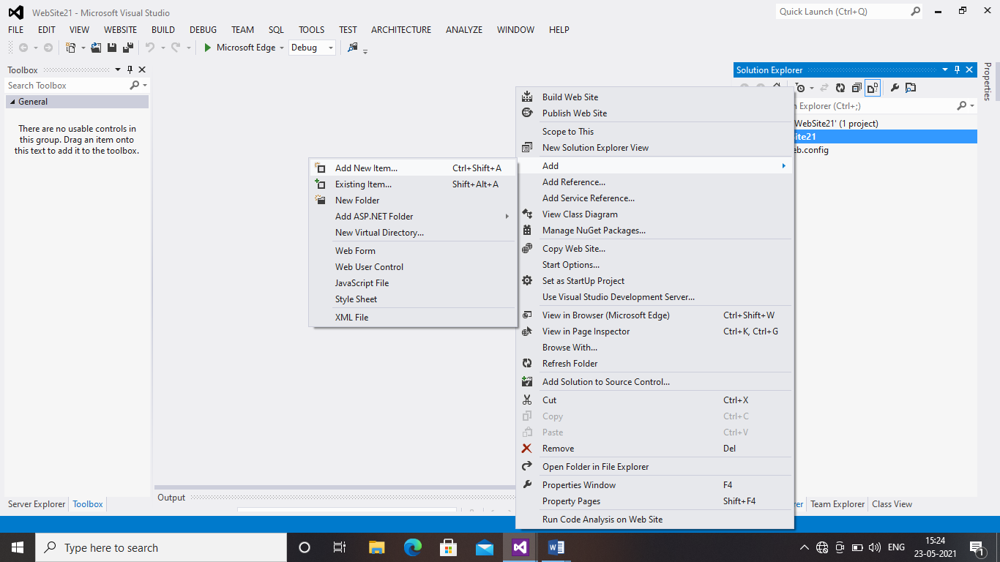 WebSite21 - Microsoft Visual Studio
Quick Launch (Ctrl+Q)
FILE EDIT VIEW WEBSITE BUILD DEBUG TEAM SQL TOOLS TEST ARCHITECTURE ANALYZE WINDOW HELP
Microsoft Edge Debug
Toolbox
Search Toolbox
General
There are no usable controls in
this group. Drag an item onto
this text to add it to the toolbox.
Server Explorer Toolbox
Output
Add New Item... Ctrl+Shift+A
Existing Item... Shift+Alt+A
New Folder
Add ASP.NET Folder
New Virtual Directory...
Web Form
Web User Control
JavaScript File
Style Sheet
XML File
Build Web Site
Publish Web Site
Scope to This
New Solution Explorer View
Add
Add Reference...
Add Service Reference...
View Class Diagram
Manage NuGet Packages...
Copy Web Site...
Start Options...
Set as StartUp Project
Use Visual Studio Development Server...
View in Browser (Microsoft Edge) Ctrl+Shift+W
View in Page Inspector Ctrl+K, Ctrl+G
Browse With...
Refresh Folder
Add Solution to Source Control...
Cut Ctrl+X
Copy Ctrl+C
Paste Ctrl+V
Remove Del
Open Folder in File Explorer
Properties Window F4
Property Pages Shift+F4
Run Code Analysis on Web Site
Solution Explorer
Explorer (Ctrl+;)
WebSite21' (1 project)
ite21
eb.config
er Team Explorer Class View
Properties
Type here to search
ENG
15:24
23-05-2021
1